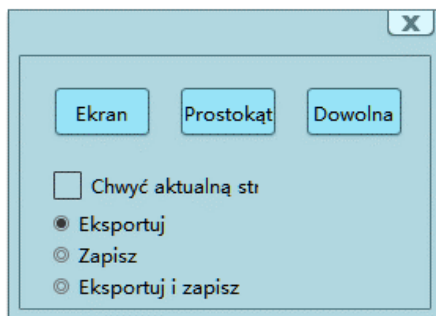 X
Ekran Prostokąt Dowolna
Chwyć aktualną str
Eksportuj
Zapisz
Eksportuj i zapisz